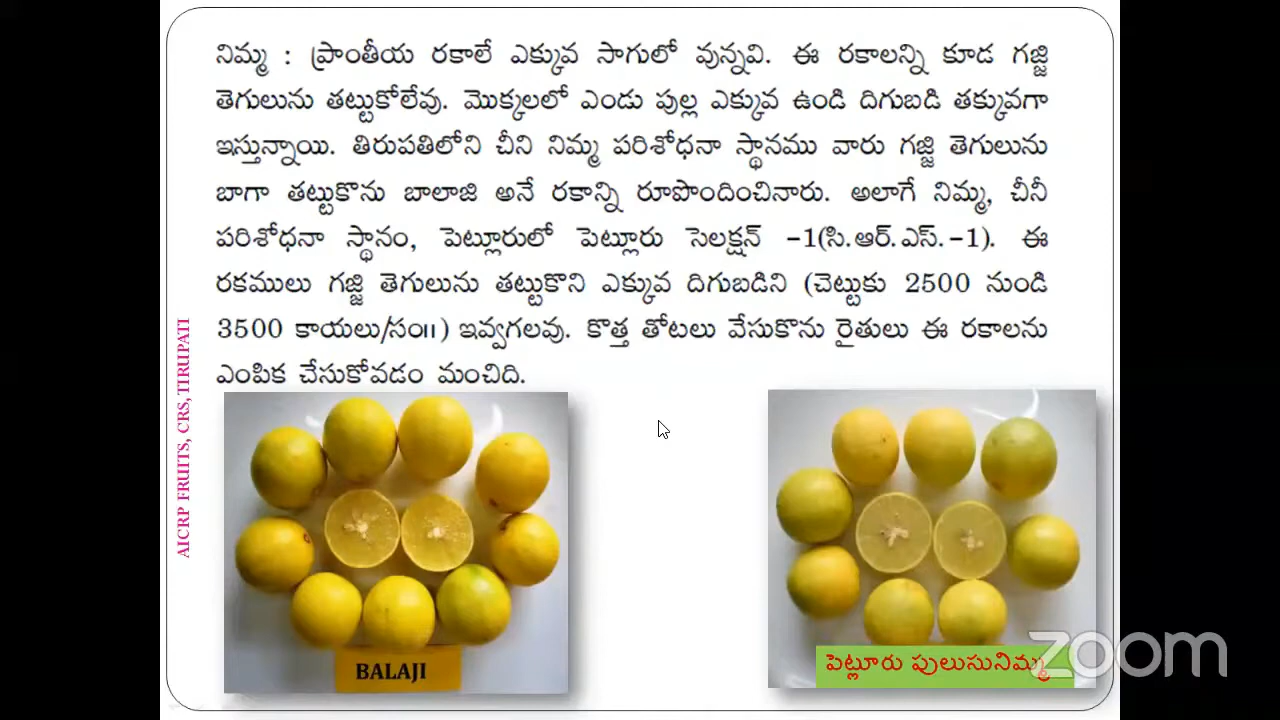 నిమ్మ : ప్రాంతీయ రకాలే ఎక్కువ సాగులో వున్నవి. ఈ రకాలన్ని కూడ గజ్జి
తెగులును తట్టుకోలేవు. మొక్కలలో ఎండు పుల్ల ఎక్కువ ఉండి దిగుబడి తక్కువగా
ఇస్తున్నాయి. తిరుపతిలోని చీని నిమ్మ పరిశోధనా స్థానము వారు గజ్జి తెగులును
బాగా తట్టుకొను బాలాజి అనే రకాన్ని రూపొందించినారు. అలాగే నిమ్మ, చీనీ
పరిశోధనా స్థానం, పెట్లూరులో పెట్లూరు సెలక్షన్ -1(సి.ఆర్.ఎస్.-1). ఈ
రకములు గజ్జి తెగులును తట్టుకొని ఎక్కువ దిగుబడిని (చెట్టుకు 2500 నుండి
3500 కాయలు/సం॥) ఇవ్వగలవు. కొత్త తోటలు వేసుకొను రైతులు ఈ రకాలను
ఎంపిక చేసుకోవడం మంచిది.
AICRP FRUITS, CRS, TIRUPATI
BALAJI
పెట్లూరు పులుసునిమ్మ
zoom